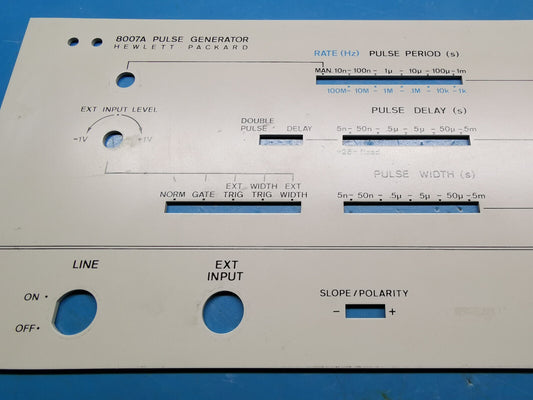 8007A PULSE GENERATOR
HEWLETT · PACKARD
RATE (Hz) PULSE PERIOD (s)
MAN. 10n - 100n - 1µ - 10µ - 100µ - 1m
100M - 10M - 1M - 3M - 10k - 1k
EXT INPUT LEVEL
-1V +1V
PULSE DELAY (s)
DOUBLE
PULSE DELAY
5n - 50n - .5µ - 5µ - 50µ - 5m
PULSE WIDTH (s)
EXT WIDTH EXT
NORM GATE TRIG TRIG WIDTH
5n - 50n - .5µ - 5µ - 50µ - 5m
LINE
EXT
INPUT
ON
OFF
SLOPE/POLARITY
- +